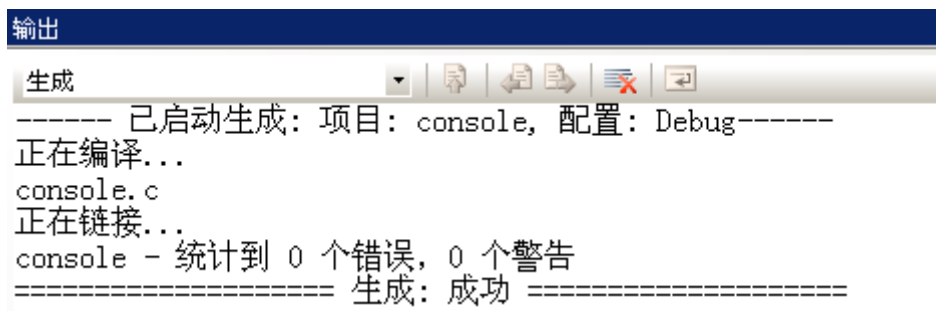 输出
生成
------ 已启动生成: 项目: console, 配置: Debug------
正在编译...
console.c
正在链接...
console - 统计到 0 个错误, 0 个警告
==================== 生成: 成功 ====================